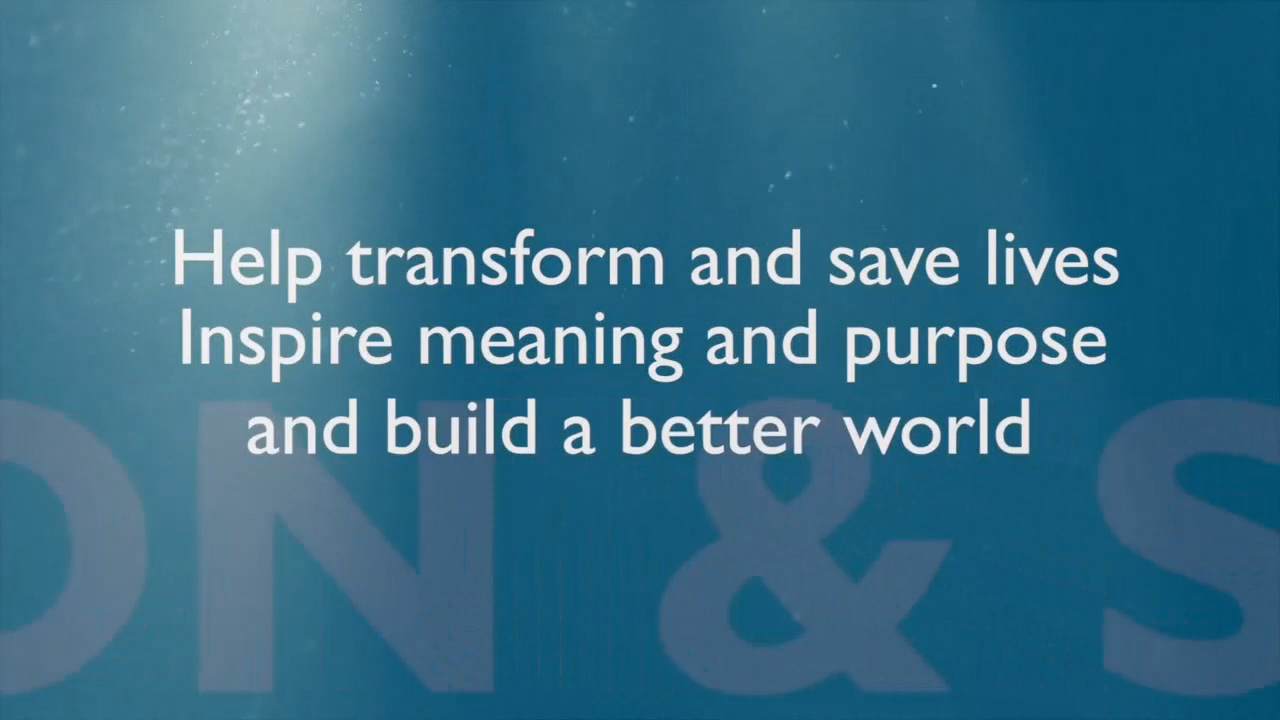 Help transform and save lives
Inspire meaning and purpose
and build a better world
ON & S